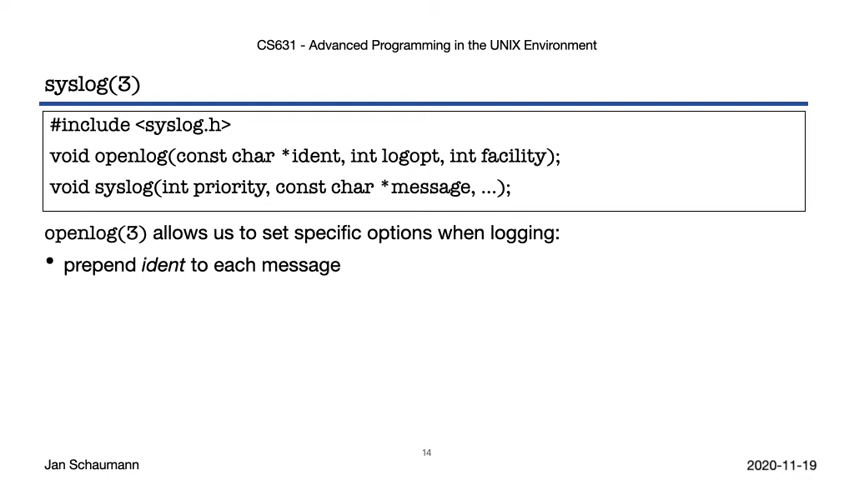 CS631 - Advanced Programming in the UNIX Environment
syslog(3)
#include <syslog.h>
void openlog(const char *ident, int logopt, int facility);
void syslog(int priority, const char *message, ...);
openlog(3) allows us to set specific options when logging:
• prepend ident to each message
14
Jan Schaumann
2020-11-19